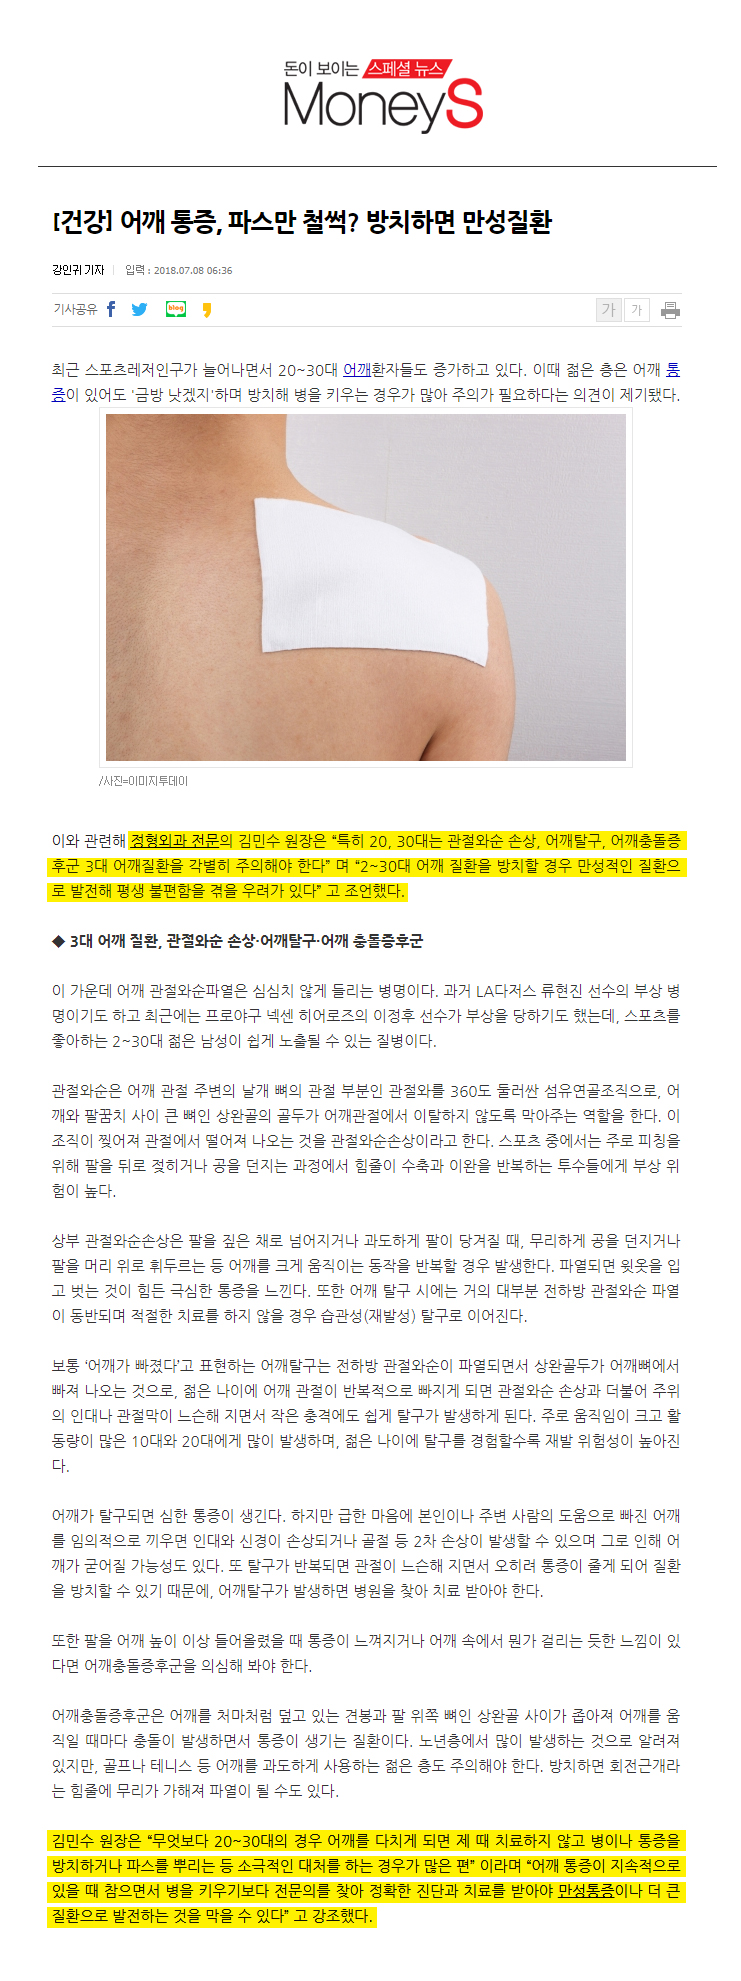 돈이 보이는 스페셜 뉴스
MoneyS
[건강] 어깨 통증, 파스만 철썩? 방치하면 만성질환
강인귀 기자 | 입력 : 2018.07.08 06:36
기사공유 f blog 가 가
최근 스포츠레저인구가 늘어나면서 20~30대 어깨환자들도 증가하고 있다. 이때 젊은 층은 어깨 통
증이 있어도 '금방 낫겠지'하며 방치해 병을 키우는 경우가 많아 주의가 필요하다는 의견이 제기됐다.
/사진=이미지투데이
이와 관련해 정형외과 전문의 김민수 원장은 “특히 20, 30대는 관절와순 손상, 어깨탈구, 어깨충돌증
후군 3대 어깨질환을 각별히 주의해야 한다” 며 “2~30대 어깨 질환을 방치할 경우 만성적인 질환으
로 발전해 평생 불편함을 겪을 우려가 있다” 고 조언했다.
◆ 3대 어깨 질환, 관절와순 손상·어깨탈구·어깨 충돌증후군
이 가운데 어깨 관절와순파열은 심심치 않게 들리는 병명이다. 과거 LA다저스 류현진 선수의 부상 병
명이기도 하고 최근에는 프로야구 넥센 히어로즈의 이정후 선수가 부상을 당하기도 했는데, 스포츠를
좋아하는 2~30대 젊은 남성이 쉽게 노출될 수 있는 질병이다.
관절와순은 어깨 관절 주변의 날개 뼈의 관절 부분인 관절와를 360도 둘러싼 섬유연골조직으로, 어
깨와 팔꿈치 사이 큰 뼈인 상완골의 골두가 어깨관절에서 이탈하지 않도록 막아주는 역할을 한다. 이
조직이 찢어져 관절에서 떨어져 나오는 것을 관절와순손상이라고 한다. 스포츠 중에서는 주로 피칭을
위해 팔을 뒤로 젖히거나 공을 던지는 과정에서 힘줄이 수축과 이완을 반복하는 투수들에게 부상 위
험이 높다.
상부 관절와순손상은 팔을 짚은 채로 넘어지거나 과도하게 팔이 당겨질 때, 무리하게 공을 던지거나
팔을 머리 위로 휘두르는 등 어깨를 크게 움직이는 동작을 반복할 경우 발생한다. 파열되면 윗옷을 입
고 벗는 것이 힘든 극심한 통증을 느낀다. 또한 어깨 탈구 시에는 거의 대부분 전하방 관절와순 파열
이 동반되며 적절한 치료를 하지 않을 경우 습관성(재발성) 탈구로 이어진다.
보통 ‘어깨가 빠졌다’고 표현하는 어깨탈구는 전하방 관절와순이 파열되면서 상완골두가 어깨뼈에서
빠져 나오는 것으로, 젊은 나이에 어깨 관절이 반복적으로 빠지게 되면 관절와순 손상과 더불어 주위
의 인대나 관절막이 느슨해 지면서 작은 충격에도 쉽게 탈구가 발생하게 된다. 주로 움직임이 크고 활
동량이 많은 10대와 20대에게 많이 발생하며, 젊은 나이에 탈구를 경험할수록 재발 위험성이 높아진
다.
어깨가 탈구되면 심한 통증이 생긴다. 하지만 급한 마음에 본인이나 주변 사람의 도움으로 빠진 어깨
를 임의적으로 끼우면 인대와 신경이 손상되거나 골절 등 2차 손상이 발생할 수 있으며 그로 인해 어
깨가 굳어질 가능성도 있다. 또 탈구가 반복되면 관절이 느슨해 지면서 오히려 통증이 줄게 되어 질환
을 방치할 수 있기 때문에, 어깨탈구가 발생하면 병원을 찾아 치료 받아야 한다.
또한 팔을 어깨 높이 이상 들어올렸을 때 통증이 느껴지거나 어깨 속에서 뭔가 걸리는 듯한 느낌이 있
다면 어깨충돌증후군을 의심해 봐야 한다.
어깨충돌증후군은 어깨를 처마처럼 덮고 있는 견봉과 팔 위쪽 뼈인 상완골 사이가 좁아져 어깨를 움
직일 때마다 충돌이 발생하면서 통증이 생기는 질환이다. 노년층에서 많이 발생하는 것으로 알려져
있지만, 골프나 테니스 등 어깨를 과도하게 사용하는 젊은 층도 주의해야 한다. 방치하면 회전근개라
는 힘줄에 무리가 가해져 파열이 될 수도 있다.
김민수 원장은 “무엇보다 20~30대의 경우 어깨를 다치게 되면 제 때 치료하지 않고 병이나 통증을
방치하거나 파스를 뿌리는 등 소극적인 대처를 하는 경우가 많은 편” 이라며 “어깨 통증이 지속적으로
있을 때 참으면서 병을 키우기보다 전문의를 찾아 정확한 진단과 치료를 받아야 만성통증이나 더 큰
질환으로 발전하는 것을 막을 수 있다” 고 강조했다.